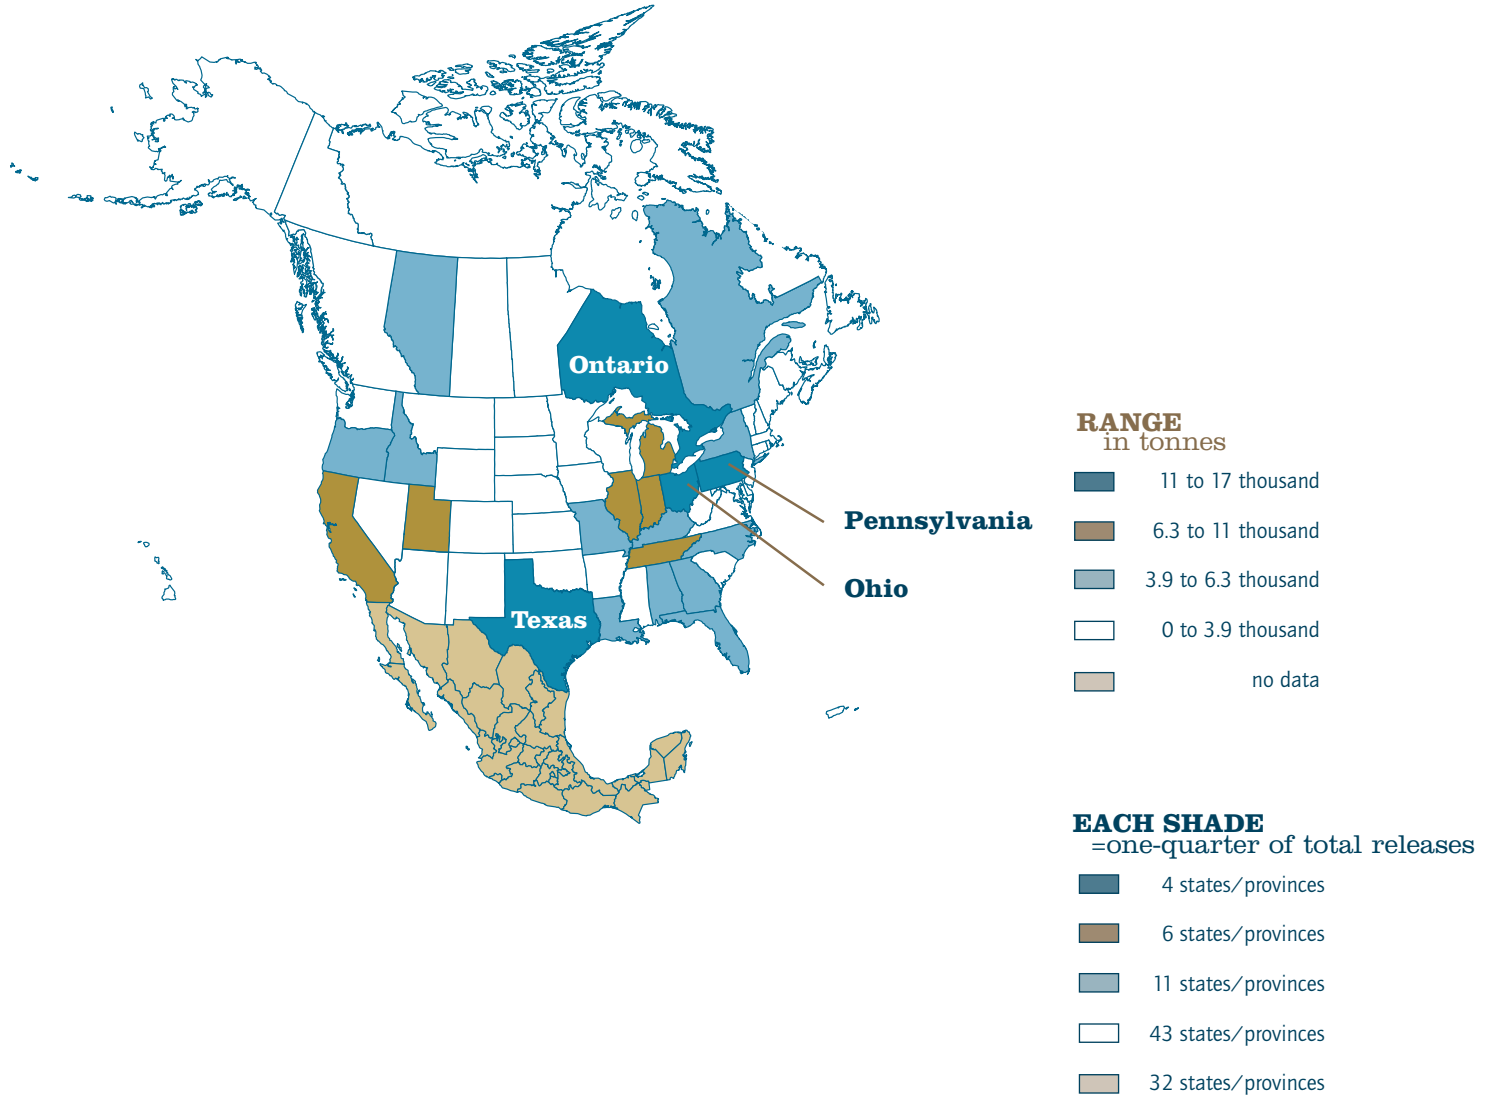 Ontario
Pennsylvania
Ohio
Texas
RANGE
in tonnes
11 to 17 thousand
6.3 to 11 thousand
3.9 to 6.3 thousand
0 to 3.9 thousand
no data
EACH SHADE
=one-quarter of total releases
4 states/provinces
6 states/provinces
11 states/provinces
43 states/provinces
32 states/provinces